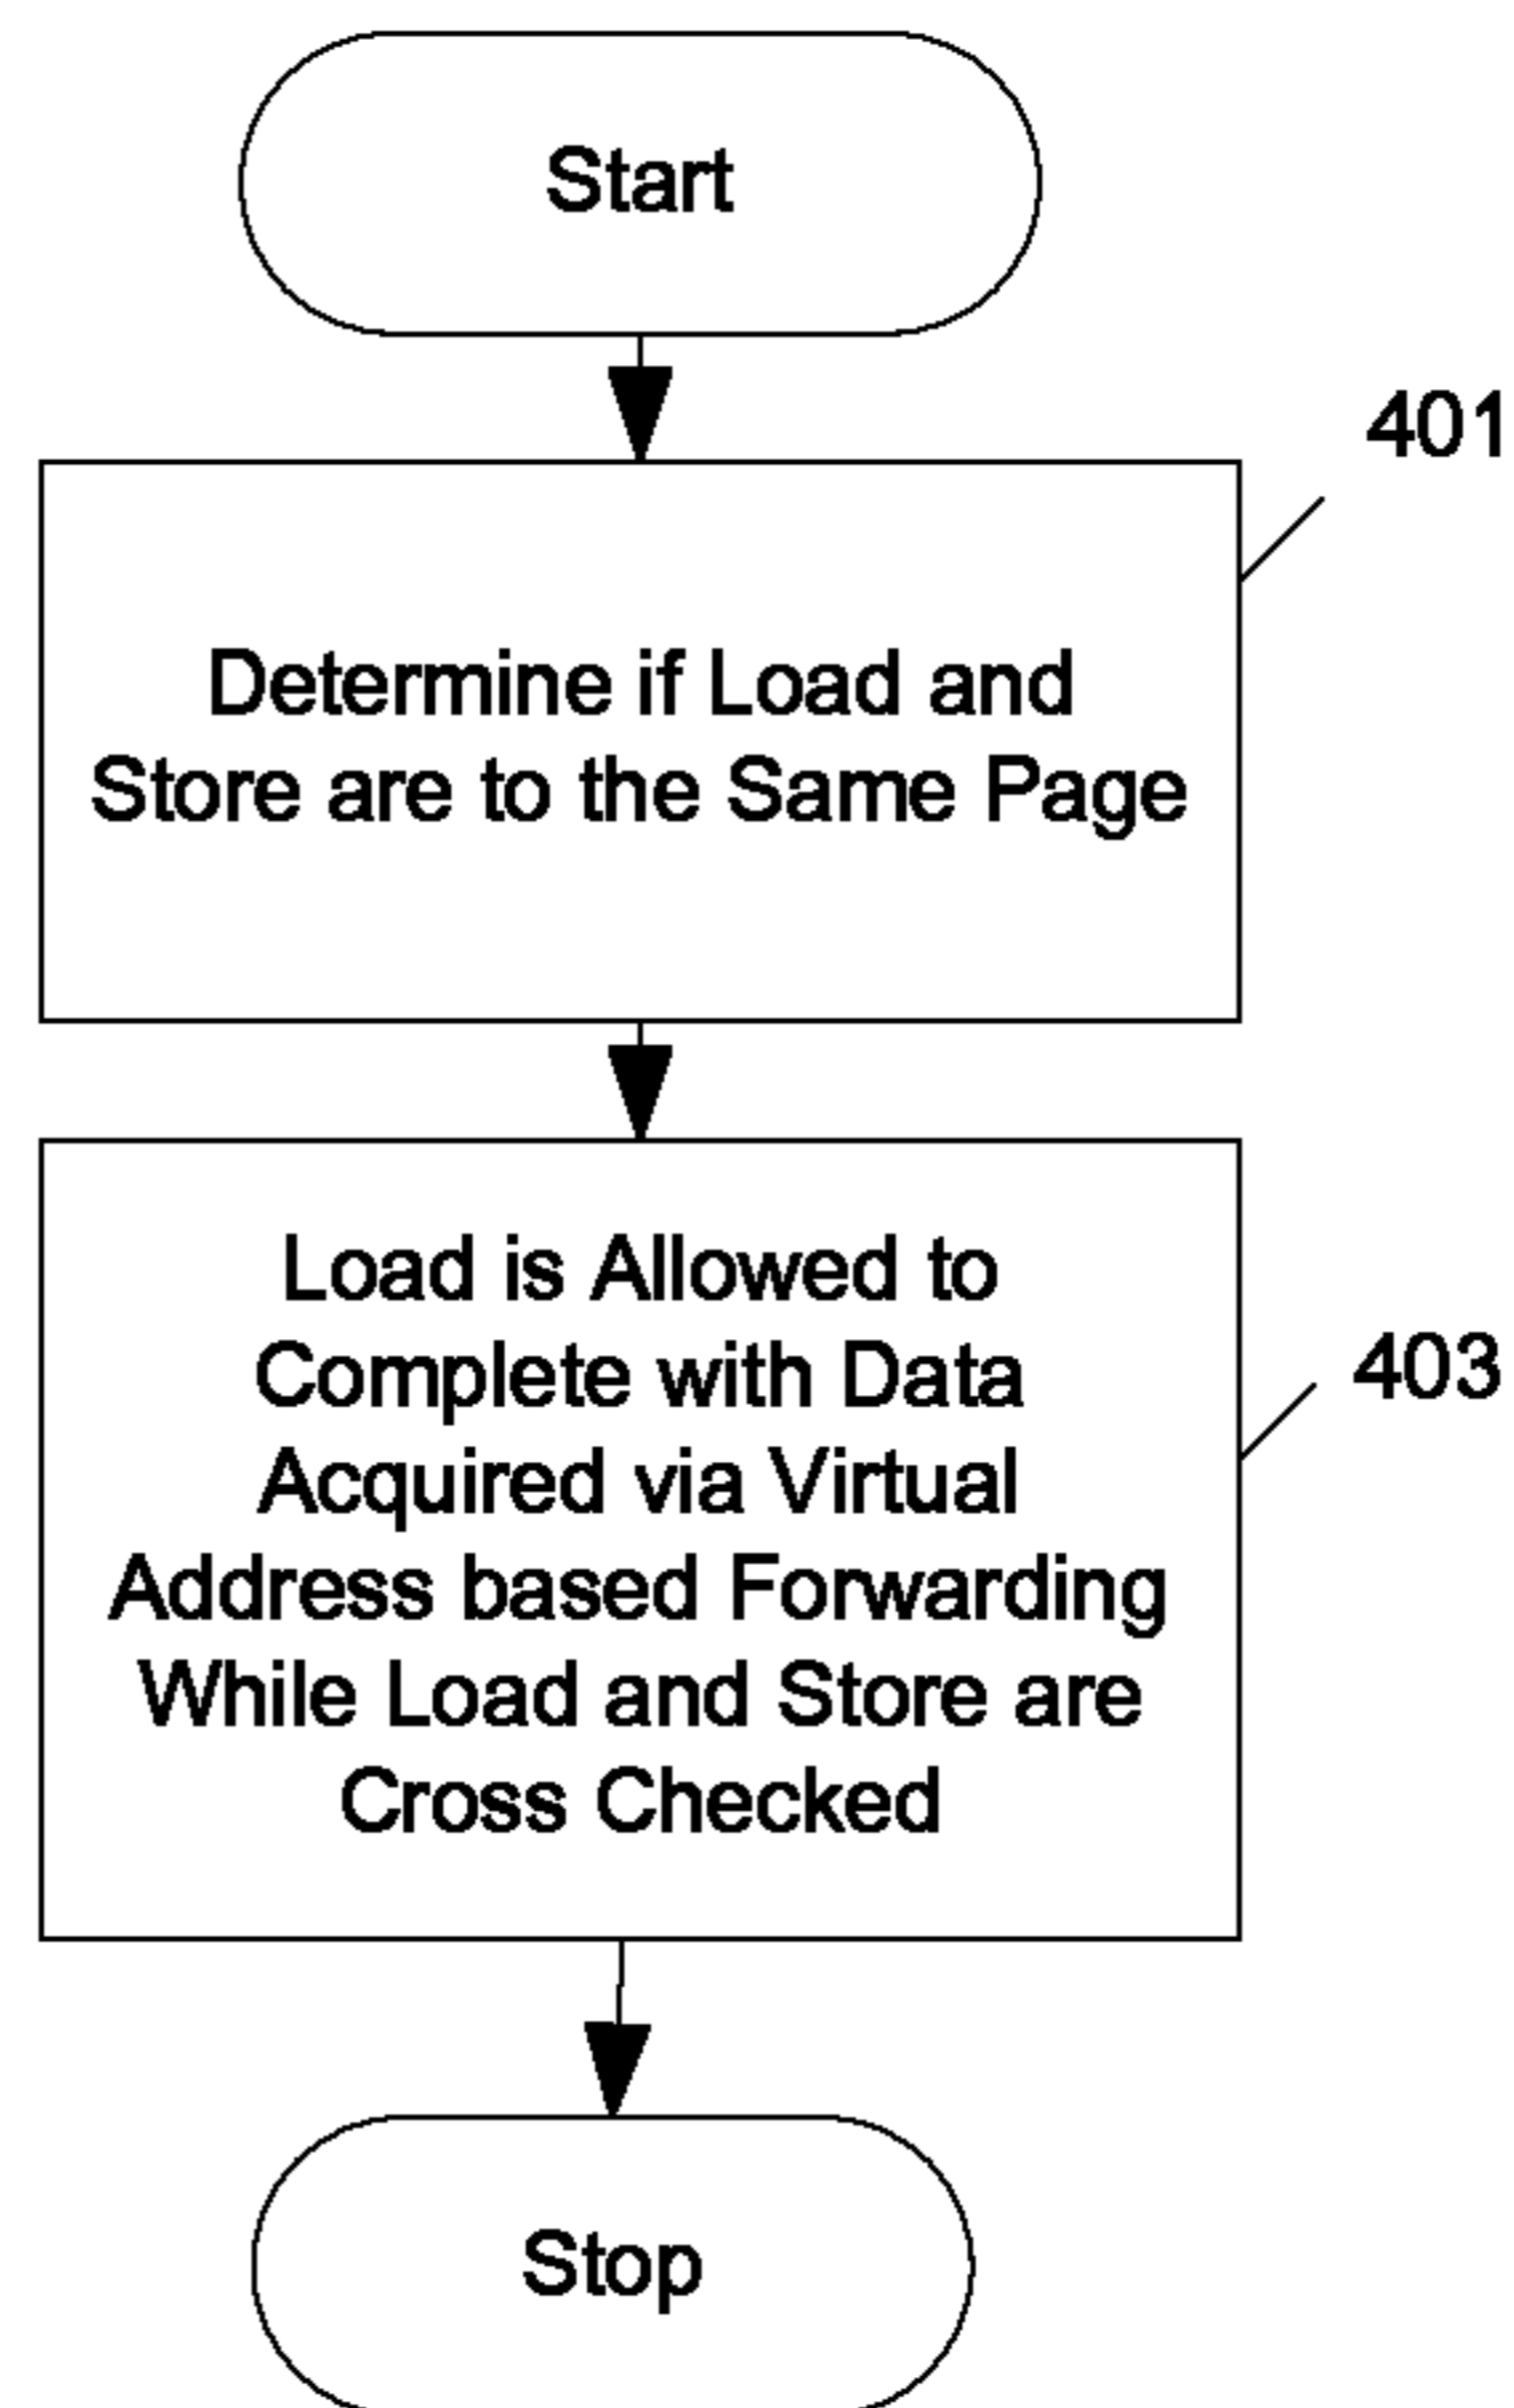 Start
401
Determine if Load and
Store are to the Same Page
Load is Allowed to
Complete with Data
403
Acquired via Virtual
Address based Forwarding
While Load and Store are
Cross Checked
Stop